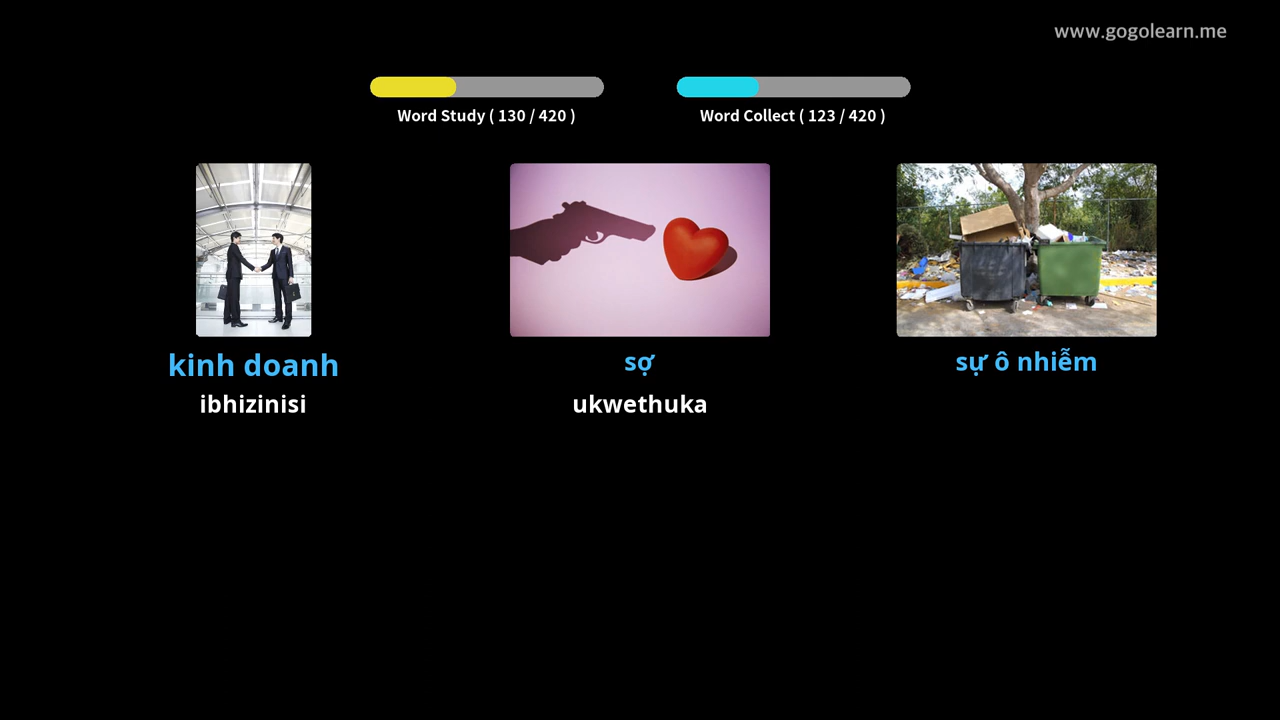 www.gogolearn.me
Word Study ( 130 / 420 )
Word Collect ( 123 / 420 )
kinh doanh
ibhizinisi
sợ
ukwethuka
sự ô nhiễm